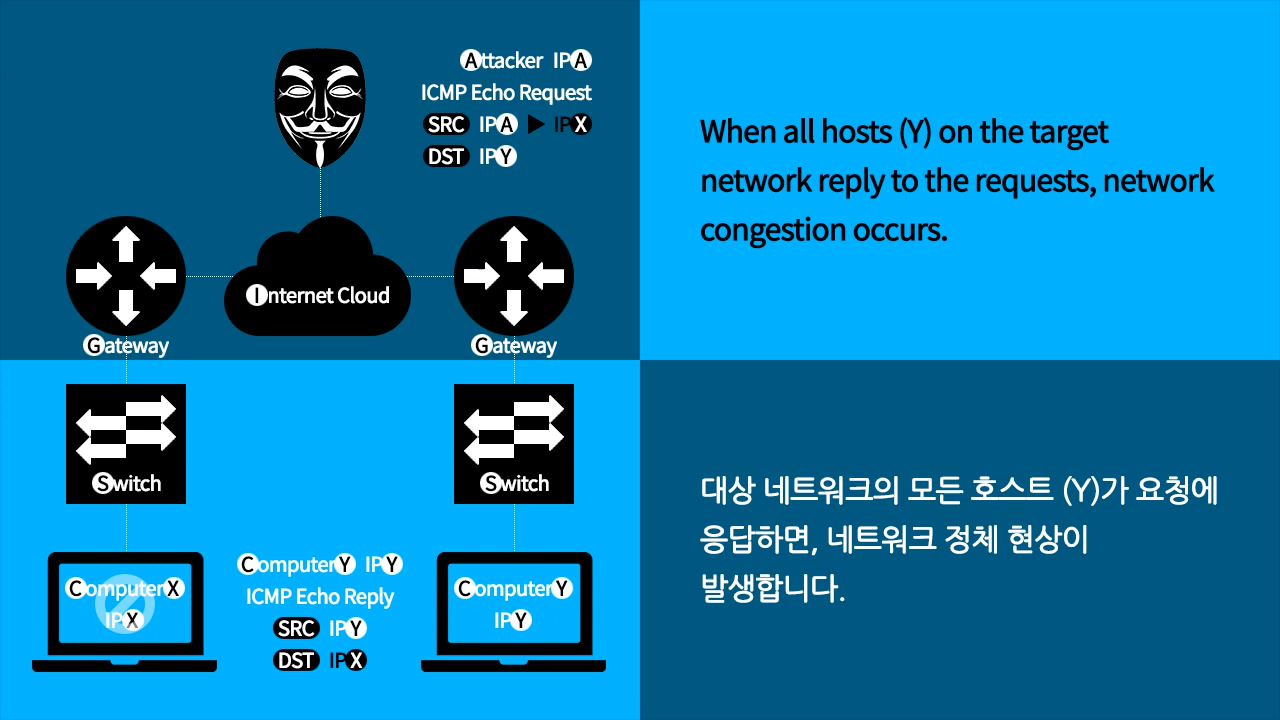 Attacker IPA
ICMP Echo Request
SRC IPA ▶ IPX
DST IPY
Internet Cloud
Gateway
Gateway
Switch
Switch
ComputerX
IPX
ComputerY IPY
ICMP Echo Reply
SRC IPY
DST IPX
ComputerY
IPY
When all hosts (Y) on the target
network reply to the requests, network
congestion occurs.
대상 네트워크의 모든 호스트 (Y)가 요청에
응답하면, 네트워크 정체 현상이
발생합니다.